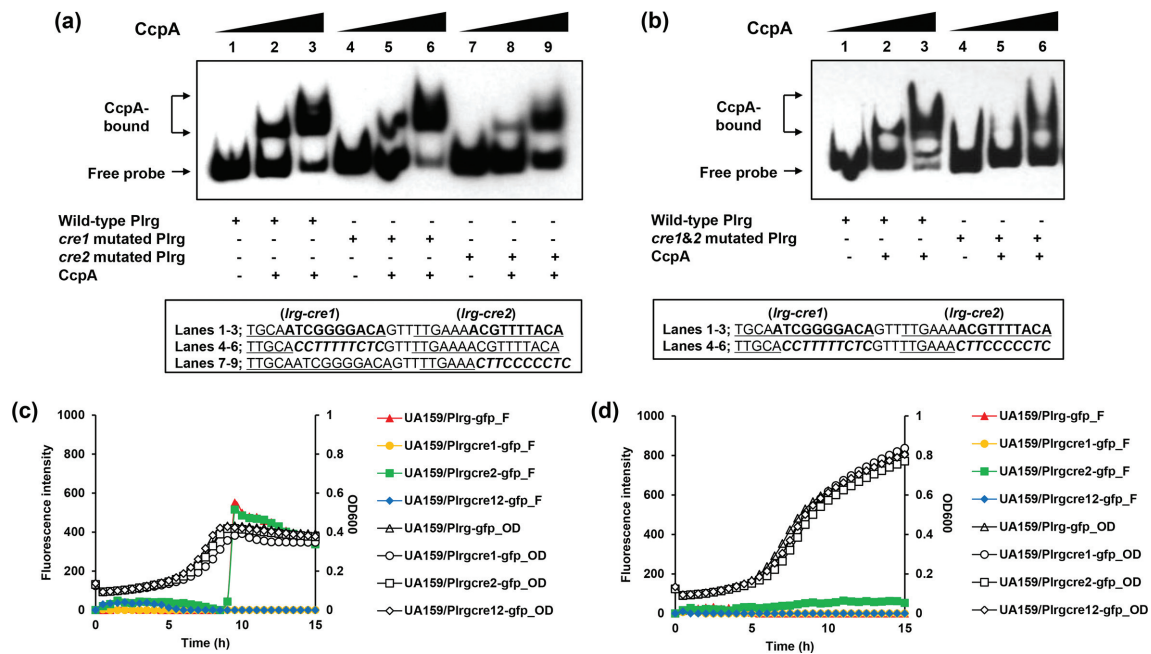 (a)
CcpA
1 2 3 4 5 6 7 8 9
CcpA-
bound
Free probe
Wild-type Plrg + + + - - - - - -
cre1 mutated Plrg - - - + + + - - -
cre2 mutated Plrg - - - - - - + + +
CcpA - + + - + + - + +
(lrg-cre1) (lrg-cre2)
Lanes 1-3; TGCAATCGGGGACAGTTTTGAAAACGTTTTACA
Lanes 4-6; TTGCACCTTTTTCTCGTTTTGAAAACGTTTTACA
Lanes 7-9; TTGCAATCGGGGACAGTTTTGAAACTTCCCCCTC
(b)
CcpA
1 2 3 4 5 6
CcpA-
bound
Free probe
Wild-type Plrg + + + - - -
cre1&2 mutated Plrg - - - + + +
CcpA - + + - + +
(lrg-cre1) (lrg-cre2)
Lanes 1-3; TGCAATCGGGGACAGTTTTGAAAACGTTTTACA
Lanes 4-6; TTGCACCTTTTTCTCGTTTTGAAACTTCCCCCTC
(c)
Fluorescence intensity
1000
800
600
400
200
0
1
0.8
0.6
0.4
0.2
0
OD600
0 5 10 15
Time (h)
UA159/Plrg-gfp_F
UA159/Plrgcre1-gfp_F
UA159/Plrgcre2-gfp_F
UA159/Plrgcre12-gfp_F
UA159/Plrg-gfp_OD
UA159/Plrgcre1-gfp_OD
UA159/Plrgcre2-gfp_OD
UA159/Plrgcre12-gfp_OD
(d)
Fluorescence intensity
1000
800
600
400
200
0
1
0.8
0.6
0.4
0.2
0
OD600
0 5 10 15
Time (h)
UA159/Plrg-gfp_F
UA159/Plrgcre1-gfp_F
UA159/Plrgcre2-gfp_F
UA159/Plrgcre12-gfp_F
UA159/Plrg-gfp_OD
UA159/Plrgcre1-gfp_OD
UA159/Plrgcre2-gfp_OD
UA159/Plrgcre12-gfp_OD